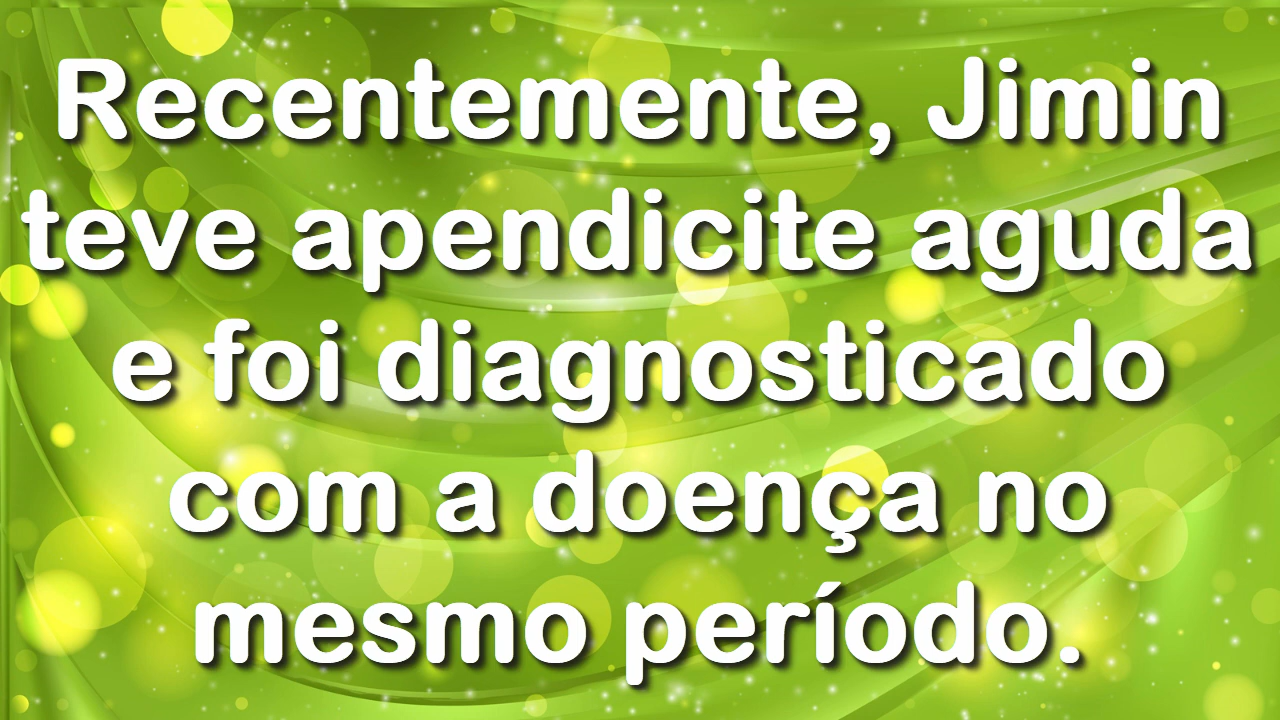 Recentemente, Jimin
teve apendicite aguda
e foi diagnosticado
com a doença no
mesmo período.